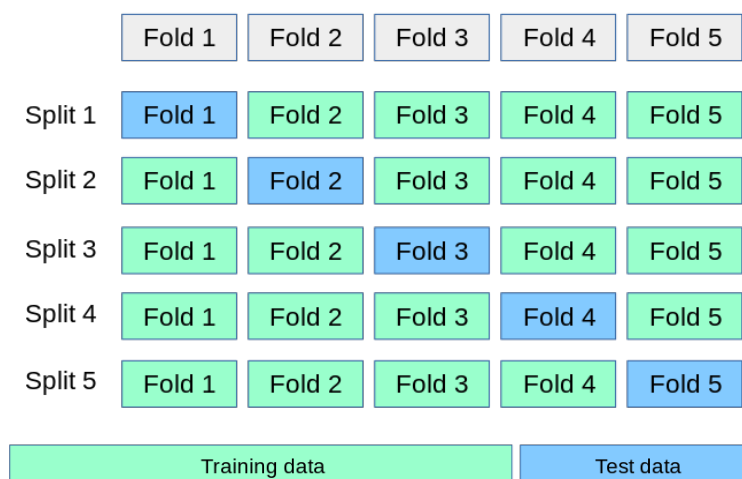 Fold 1 Fold 2 Fold 3 Fold 4 Fold 5
Split 1 Fold 1 Fold 2 Fold 3 Fold 4 Fold 5
Split 2 Fold 1 Fold 2 Fold 3 Fold 4 Fold 5
Split 3 Fold 1 Fold 2 Fold 3 Fold 4 Fold 5
Split 4 Fold 1 Fold 2 Fold 3 Fold 4 Fold 5
Split 5 Fold 1 Fold 2 Fold 3 Fold 4 Fold 5
Training data Test data